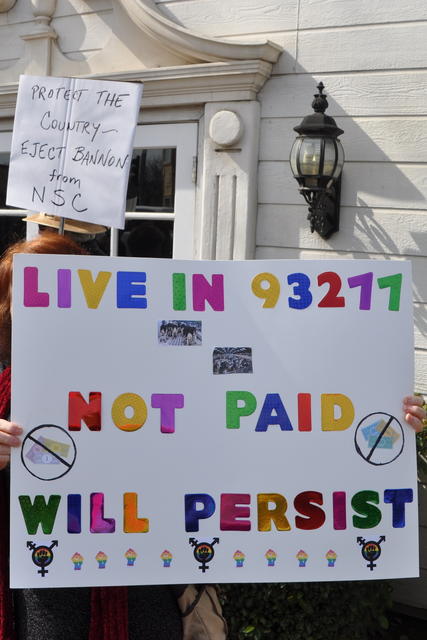 PROTECT THE
COUNTRY~
EJECT BANNON
from
NSC
LIVE IN 93277
NOT PAID
WILL PERSIST